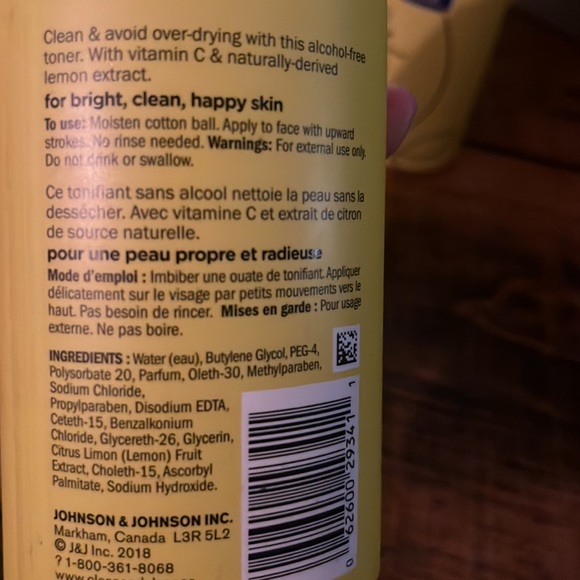 Clean & avoid over-drying with this alcohol-free
toner. With vitamin C & naturally-derived
lemon extract.
for bright, clean, happy skin
To use: Moisten cotton ball. Apply to face with upward
strokes. No rinse needed. Warnings: For external use only.
Do not drink or swallow.
Ce tonifiant sans alcool nettoie la peau sans la
dessécher. Avec vitamine C et extrait de citron
de source naturelle.
pour une peau propre et radieuse
Mode d'emploi : Imbiber une ouate de tonifiant. Appliquer
délicatement sur le visage par petits mouvements vers le
haut. Pas besoin de rincer. Mises en garde : Pour usage
externe. Ne pas boire.
INGREDIENTS : Water (eau), Butylene Glycol, PEG-4,
Polysorbate 20, Parfum, Oleth-30, Methylparaben,
Sodium Chloride,
Propylparaben, Disodium EDTA,
Ceteth-15, Benzalkonium
Chloride, Glycereth-26, Glycerin,
Citrus Limon (Lemon) Fruit
Extract, Choleth-15, Ascorbyl
Palmitate, Sodium Hydroxide.
JOHNSON & JOHNSON INC.
Markham, Canada L3R 5L2
© J&J Inc. 2018
? 1-800-361-8068
0 62600 29341 1